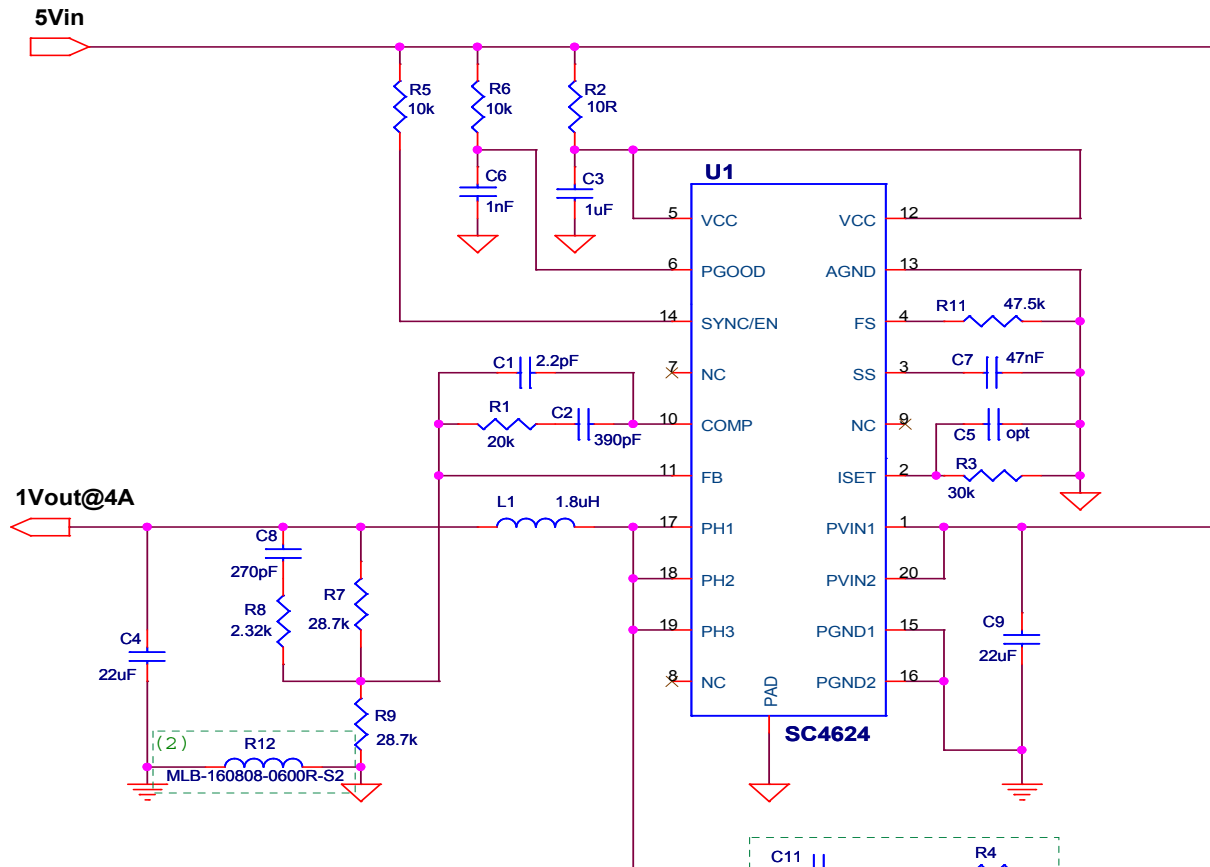 5Vin
R5
10k
R6
10k
R2
10R
C6
1nF
C3
1uF
U1
5
VCC
VCC
12
6
PGOOD
AGND
13
14
SYNC/EN
FS
4
R11
47.5k
7
NC
SS
3
C7
47nF
C1
2.2pF
R1
20k
C2
390pF
10
COMP
NC
9
C5
opt
11
FB
ISET
2
R3
30k
1Vout@4A
L1
1.8uH
17
PH1
PVIN1
1
18
PH2
PVIN2
20
19
PH3
PGND1
15
8
NC
PGND2
16
PAD
SC4624
C8
270pF
R8
2.32k
R7
28.7k
C4
22uF
C9
22uF
R9
28.7k
(2)
R12
MLB-160808-0600R-S2
C11
R4